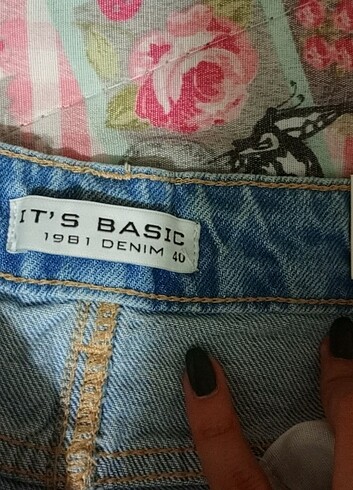 IT'S BASIC
1981 DENIM 40